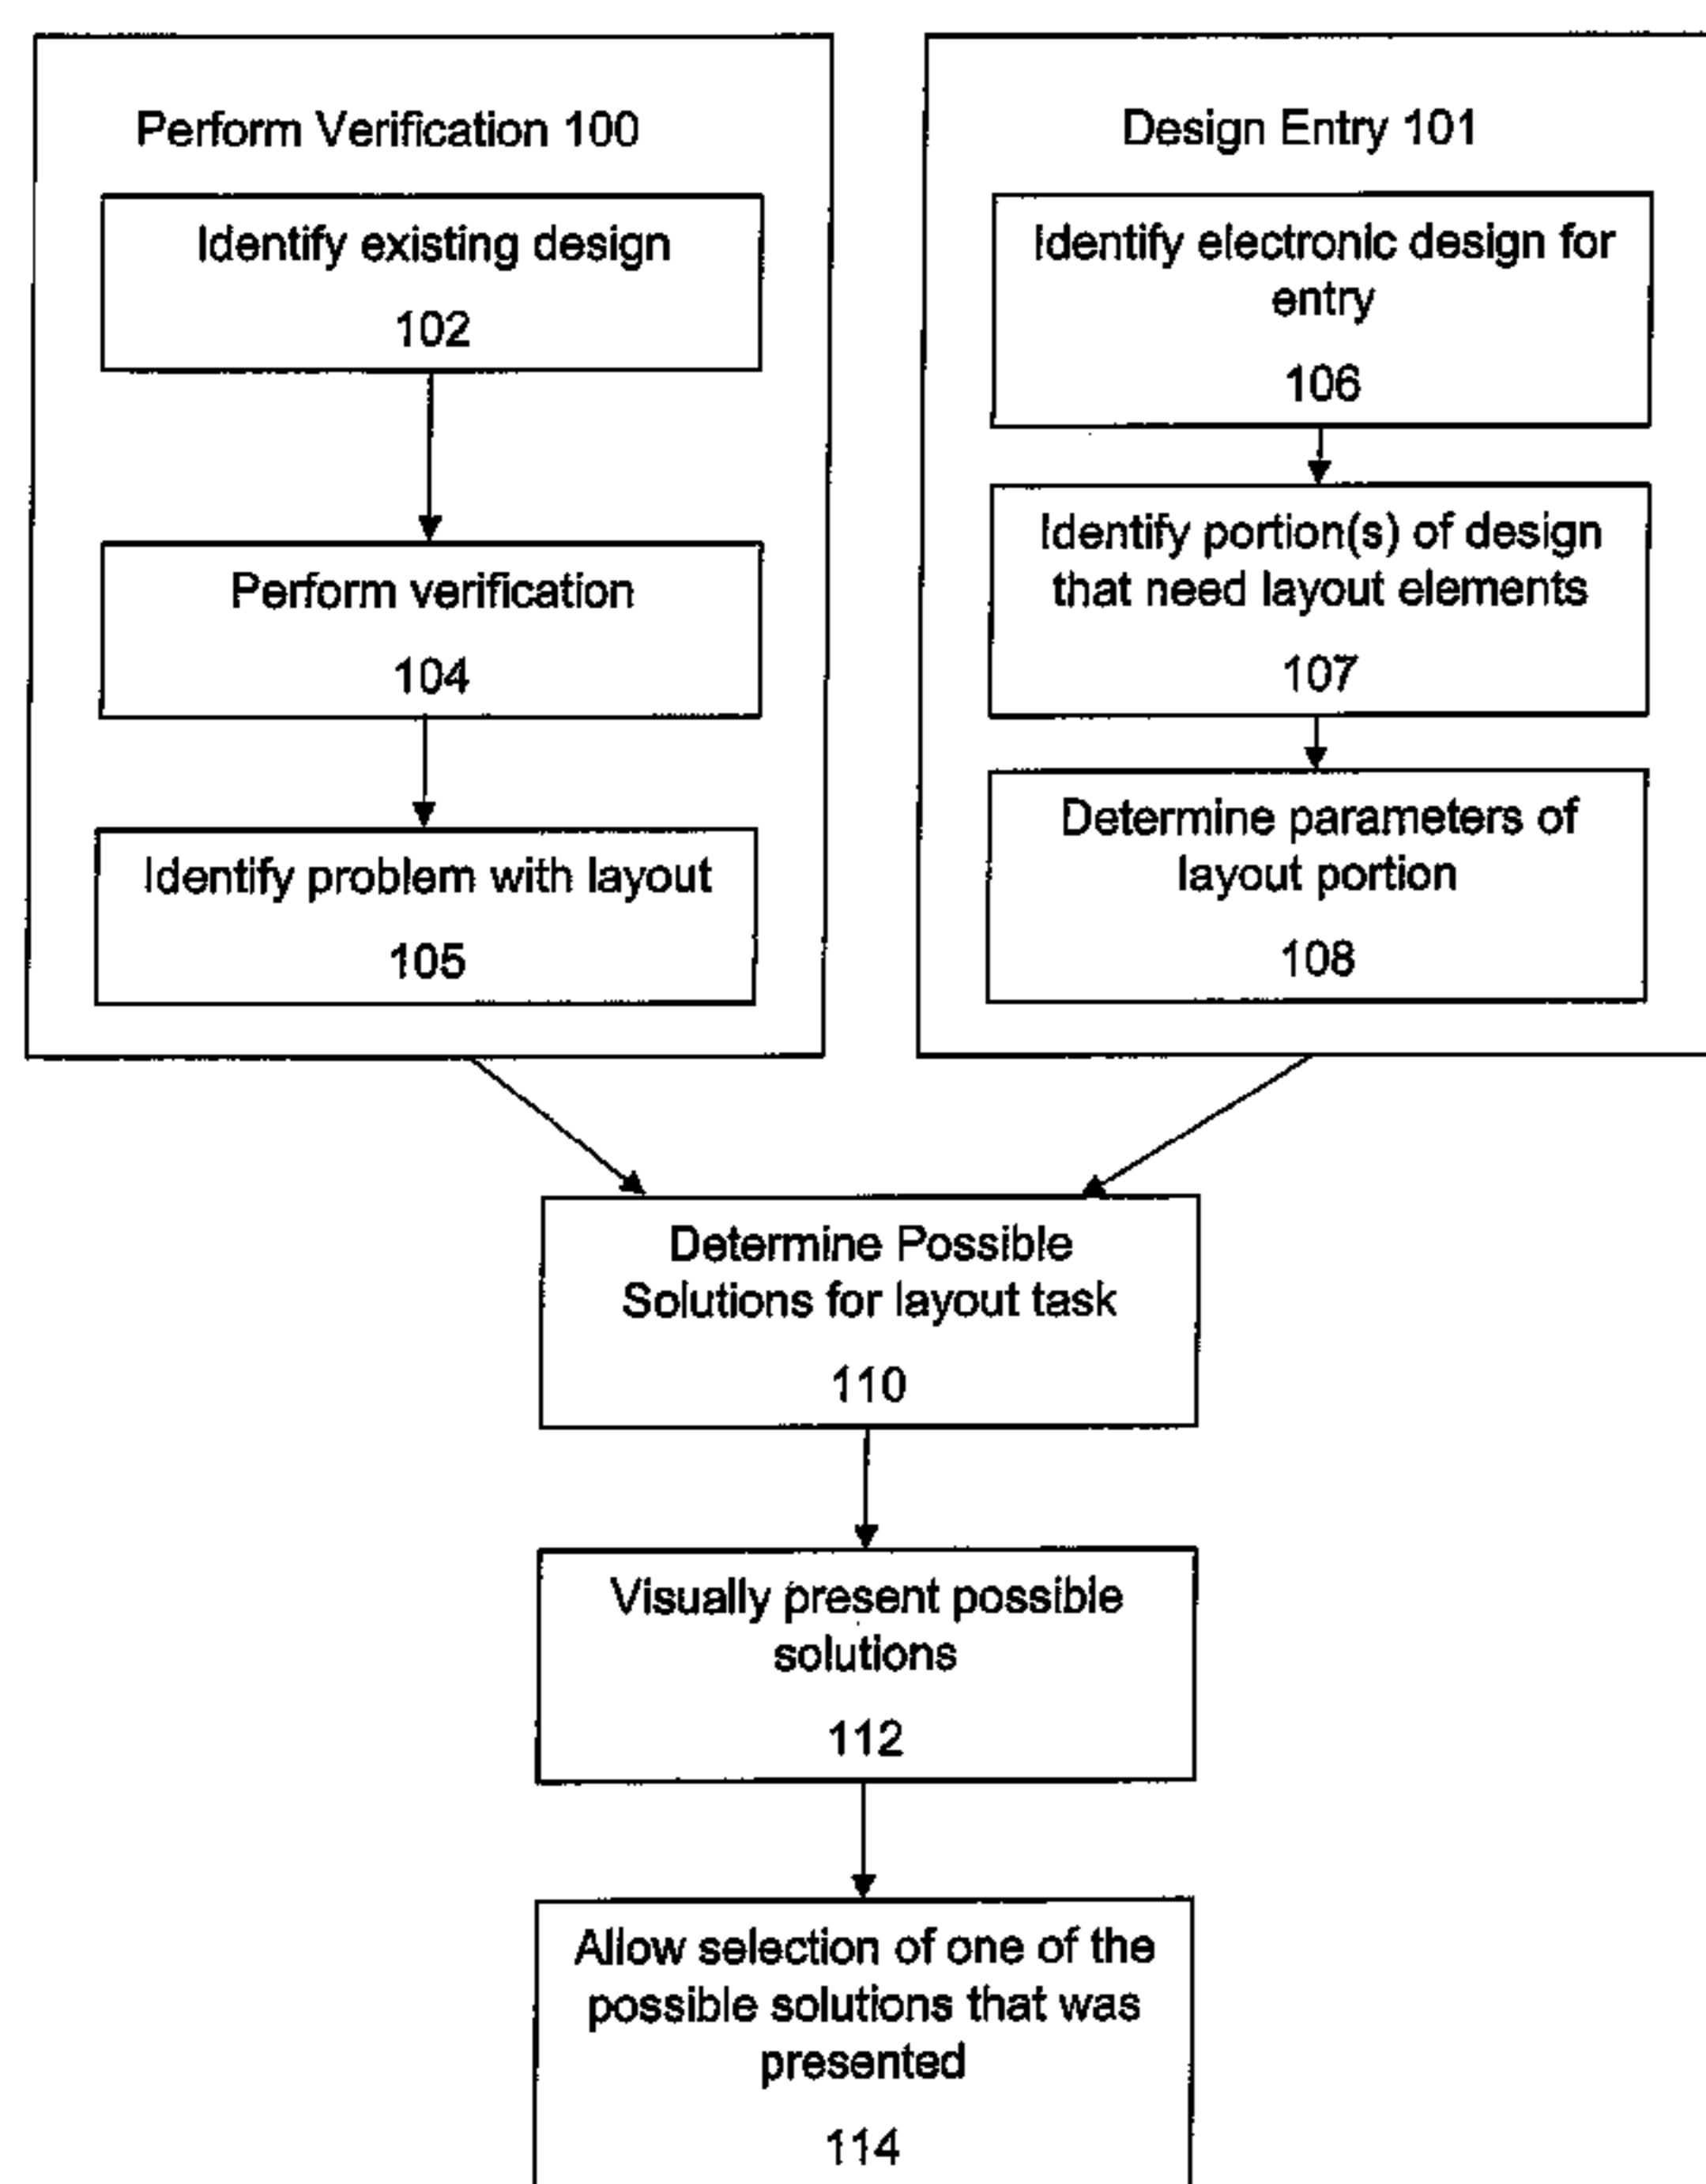 Perform Verification 100
Identify existing design
102
Perform verification
104
Identify problem with layout
105
Design Entry 101
Identify electronic design for
entry
106
Identify portion(s) of design
that need layout elements
107
Determine parameters of
layout portion
108
Determine Possible
Solutions for layout task
110
Visually present possible
solutions
112
Allow selection of one of the
possible solutions that was
presented
114